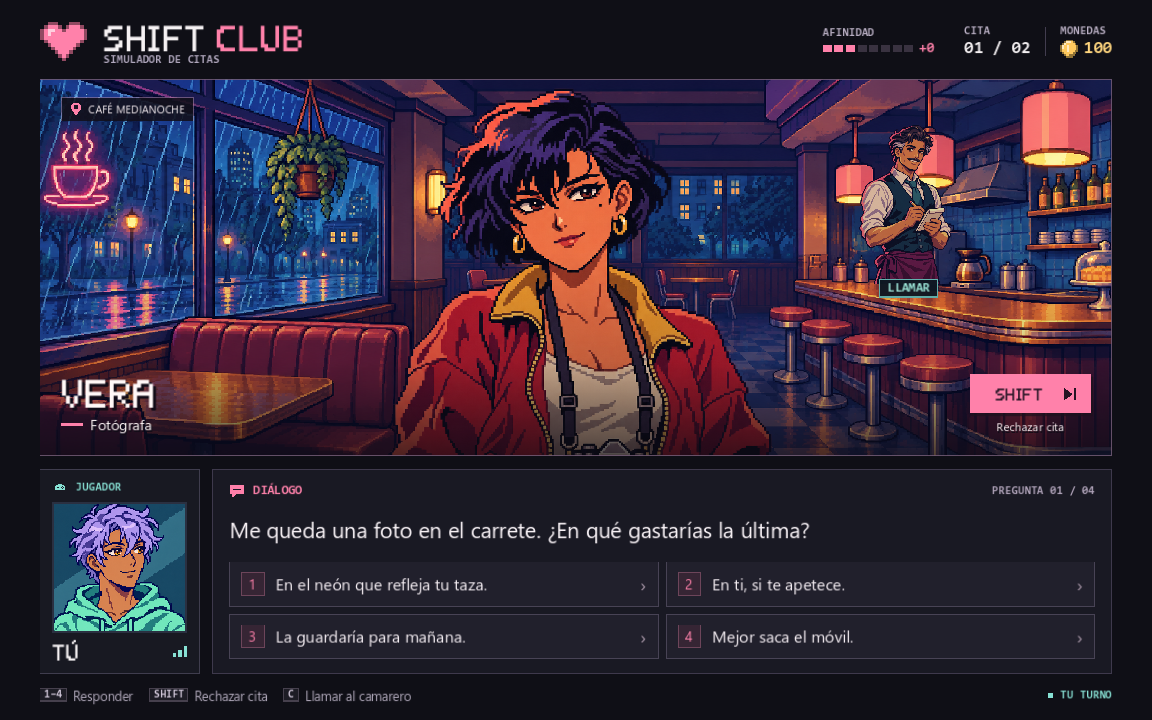 SHIFT CLUB
SIMULADOR DE CITAS
AFINIDAD
+0
CITA
01 / 02
MONEDAS
100
CAFÉ MEDIANOCHE
LLAMAR
VERA
Fotógrafa
SHIFT
Rechazar cita
JUGADOR
TÚ
DIÁLOGO
PREGUNTA 01 / 04
Me queda una foto en el carrete. ¿En qué gastarías la última?
1 En el neón que refleja tu taza. ›
2 En ti, si te apetece. ›
3 La guardaría para mañana. ›
4 Mejor saca el móvil. ›
1-4 Responder SHIFT Rechazar cita C Llamar al camarero
TU TURNO